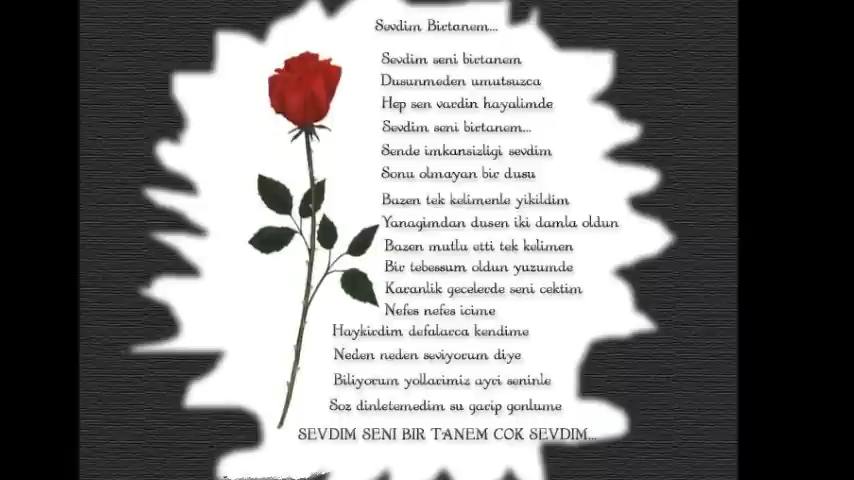 Sevdim Birtanem...
Sevdim seni birtanem
Dusunmeden umutsuzca
Hep sen vardin hayalimde
Sevdim seni birtanem...
Sende imkansizligi sevdim
Sonu olmayan bir dusu
Bazen tek kelimenle yikildim
Yanagimdan dusen iki damla oldun
Bazen mutlu etti tek kelimen
Bir tebessum oldun yuzumde
Karanlik gecelerde seni cektim
Nefes nefes icime
Haykirdim defalarca kendime
Neden neden seviyorum diye
Biliyorum yollarimiz ayri seninle
Soz dinletemedim su garip gonlume
SEVDIM SENI BIR TANEM COK SEVDIM...